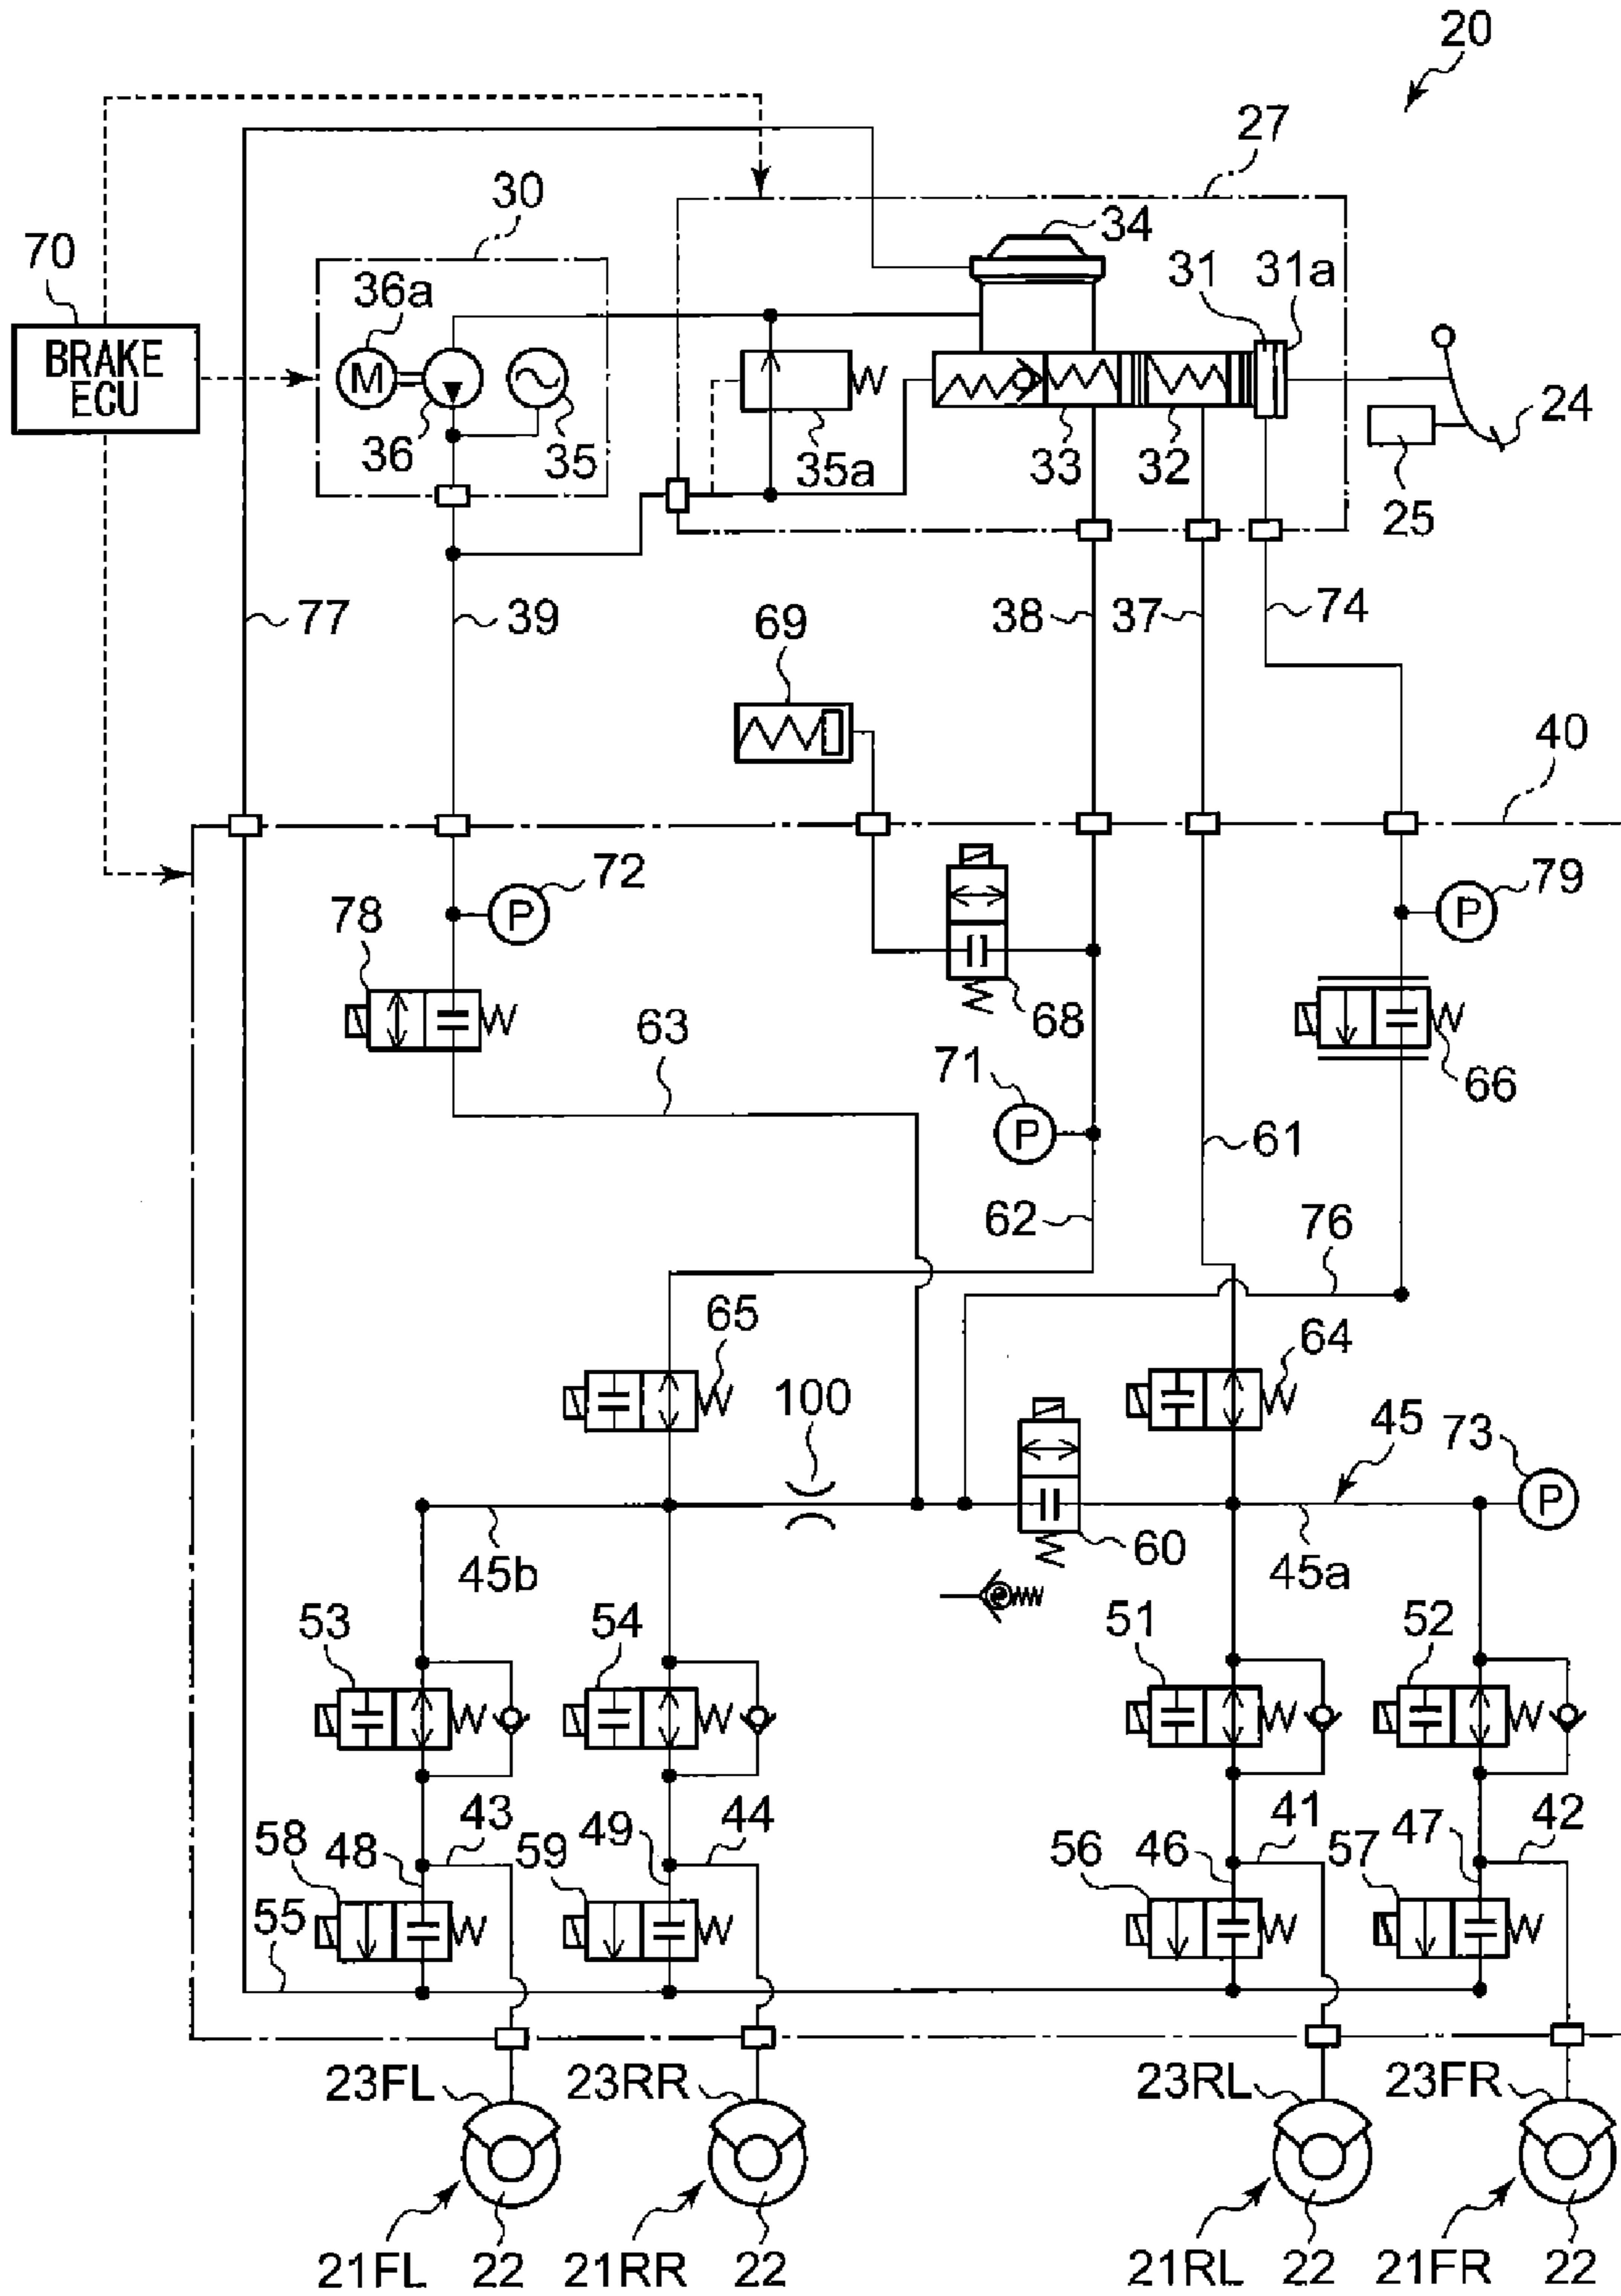 20
27
30
34
70
36a
31
31a
BRAKE
ECU
M
24
36
35
35a
33
32
25
77
39
38
37
74
69
40
72
79
78
P
P
68
63
71
66
P
61
62
76
65
64
100
45
73
P
45b
60
45a
53
54
51
52
58
48
43
59
49
44
56
46
41
57
47
42
55
23FL
23RR
23RL
23FR
21FL
22
21RR
22
21RL
22
21FR
22